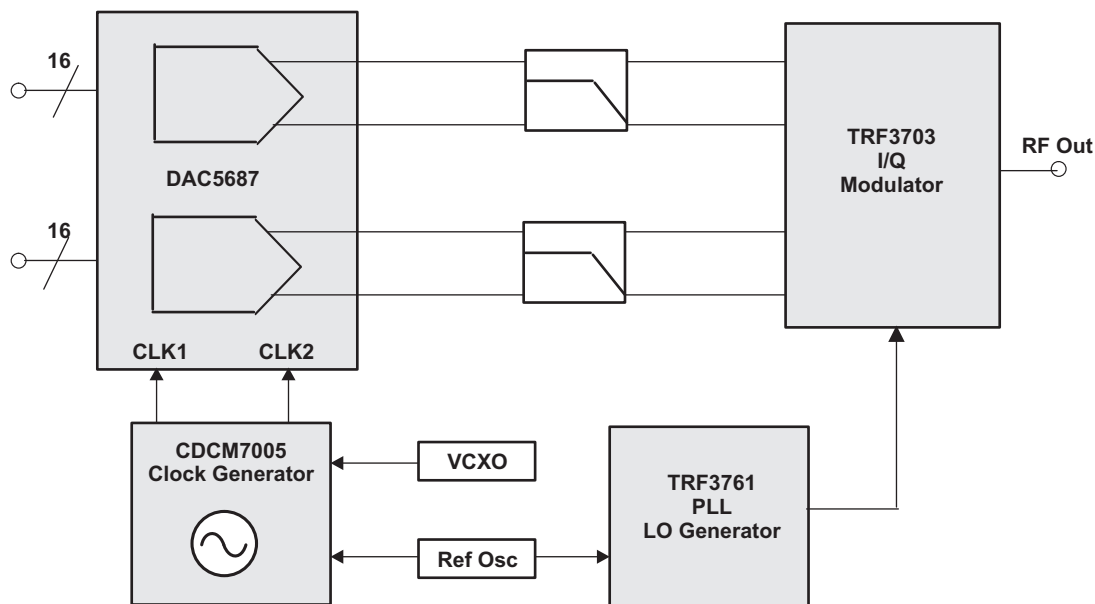 16
DAC5687
16
CLK1
CLK2
TRF3703
I/Q
Modulator
RF Out
CDCM7005
Clock Generator
VCXO
Ref Osc
TRF3761
PLL
LO Generator